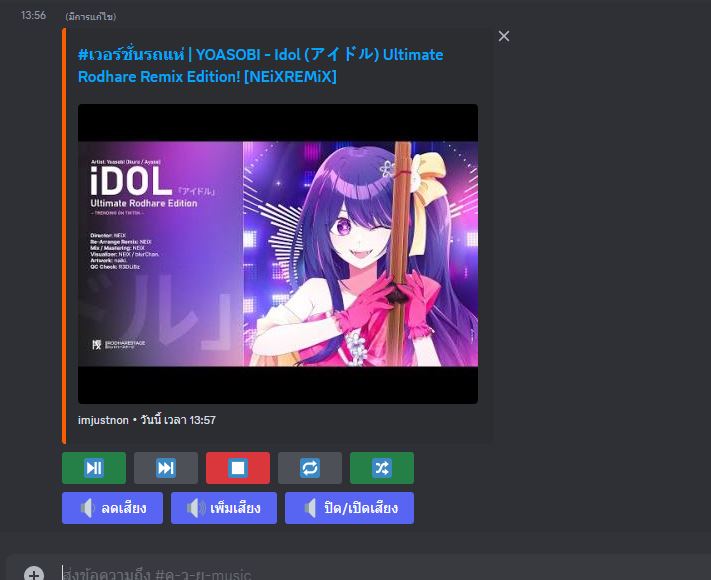 13:56 (มีการแก้ไข)
#เวอร์ชั่นรถแห่ | YOASOBI - Idol (アイドル) Ultimate
Rodhare Remix Edition! [NEiXREMiX]
Artist: Yoasobi (Ikura / Ayase)
iDOL「アイドル」
Ultimate Rodhare Edition
- TRENDING ON TIKTOK -
Director: NEiX
Re-Arrange Remix: NEiX
Mix / Mastering: NEiX
Visualizer: NEiX / blurChan.
Artwork: naiki.
QC Check: R3DLiBz
ドル」
RODHARESTAGE
imjustnon • วันนี้ เวลา 13:57
ลดเสียง
เพิ่มเสียง
ปิด/เปิดเสียง
ส่งข้อความถึง #ค-ว-ย-music